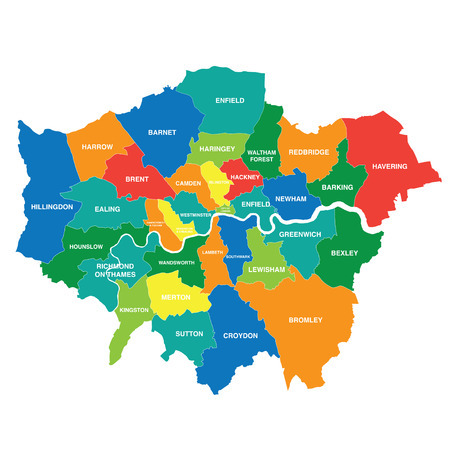 ENFIELD
BARNET
HARROW
HARINGEY
WALTHAM
FOREST
REDBRIDGE
HAVERING
BRENT
CAMDEN
HACKNEY
BARKING
HILLINGDON
EALING
WESTMINSTER
ENFIELD
NEWHAM
HOUNSLOW
GREENWICH
RICHMOND
ON THAMES
WANDSWORTH
LAMBETH
SOUTHWARK
LEWISHAM
BEXLEY
KINGSTON
MERTON
BROMLEY
SUTTON
CROYDON